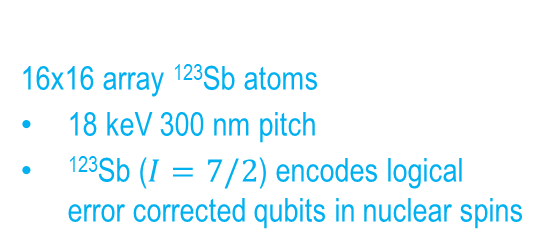 16x16 array ¹²³Sb atoms
• 18 keV 300 nm pitch
• ¹²³Sb (𝐼 = 7/2) encodes logical
error corrected qubits in nuclear spins